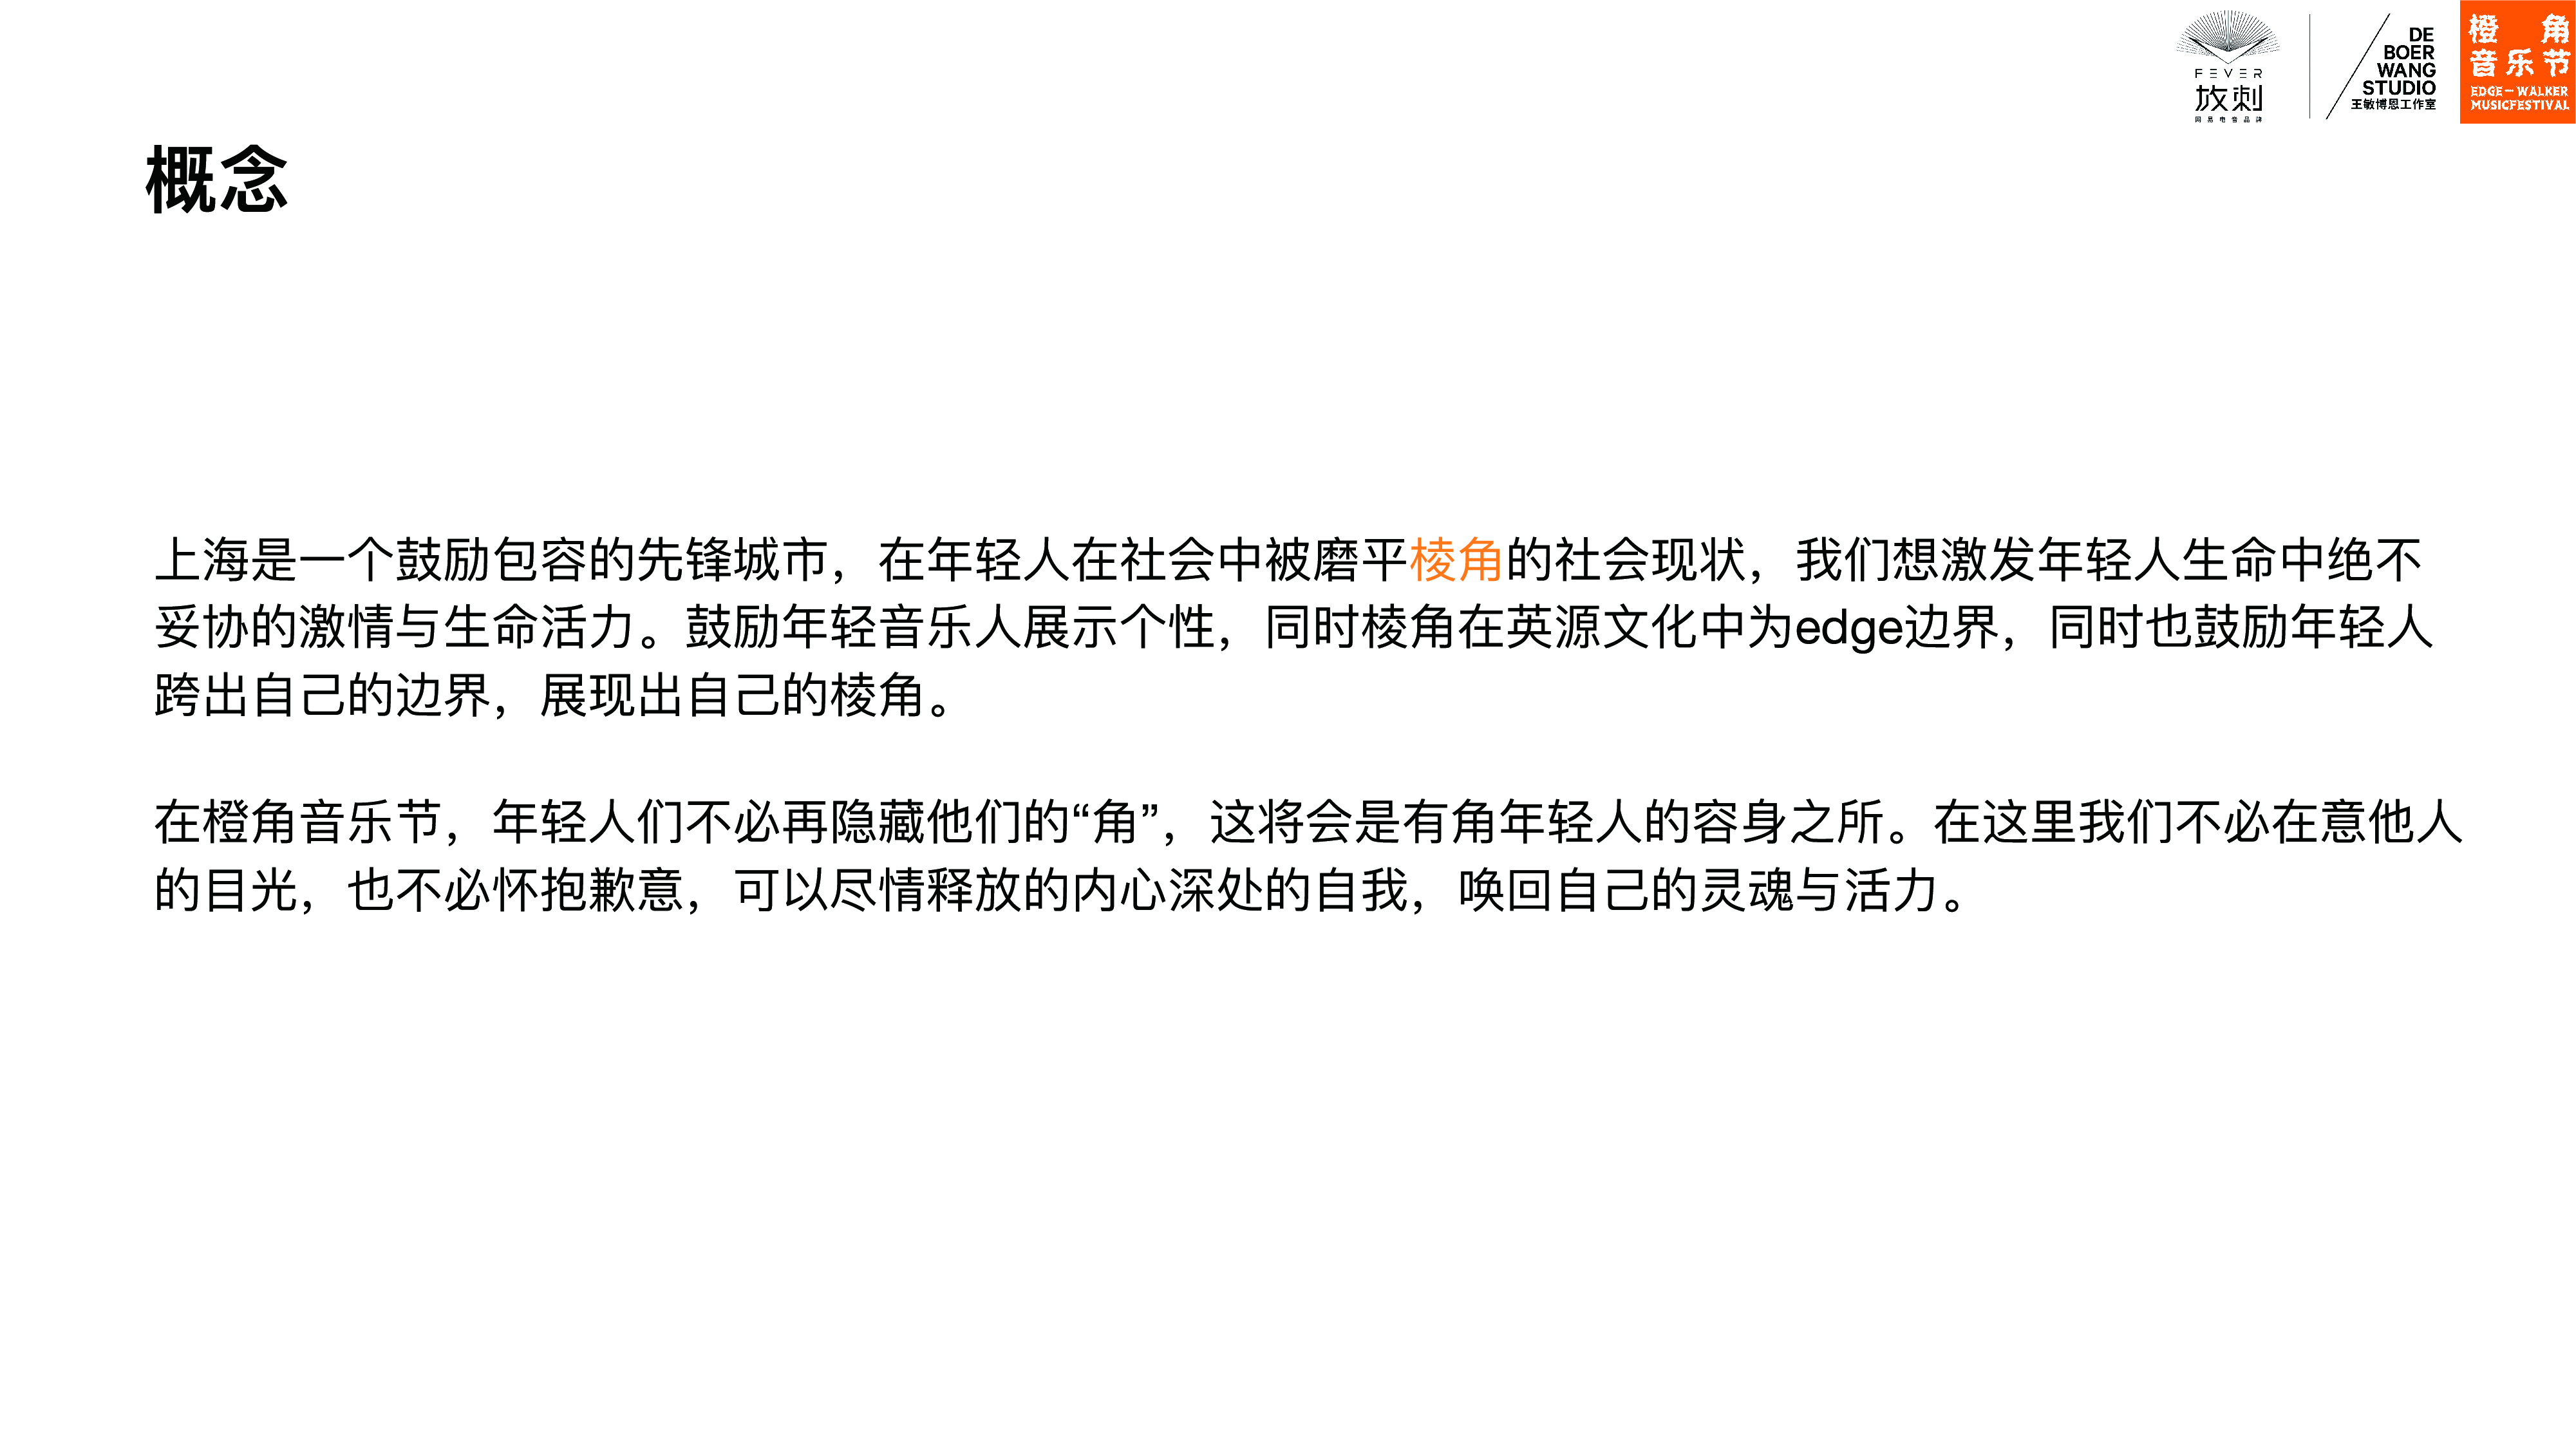 FEVER
放刺
网易电音品牌
DE
BOER
WANG
STUDIO
王敏博恩工作室
橙 角
音乐节
EDGE-WALKER
MUSICFESTIVAL
概念
上海是一个鼓励包容的先锋城市，在年轻人在社会中被磨平棱角的社会现状，我们想激发年轻人生命中绝不
妥协的激情与生命活力。鼓励年轻音乐人展示个性，同时棱角在英源文化中为edge边界，同时也鼓励年轻人
跨出自己的边界，展现出自己的棱角。
在橙角音乐节，年轻人们不必再隐藏他们的“角”，这将会是有角年轻人的容身之所。在这里我们不必在意他人
的目光，也不必怀抱歉意，可以尽情释放的内心深处的自我，唤回自己的灵魂与活力。